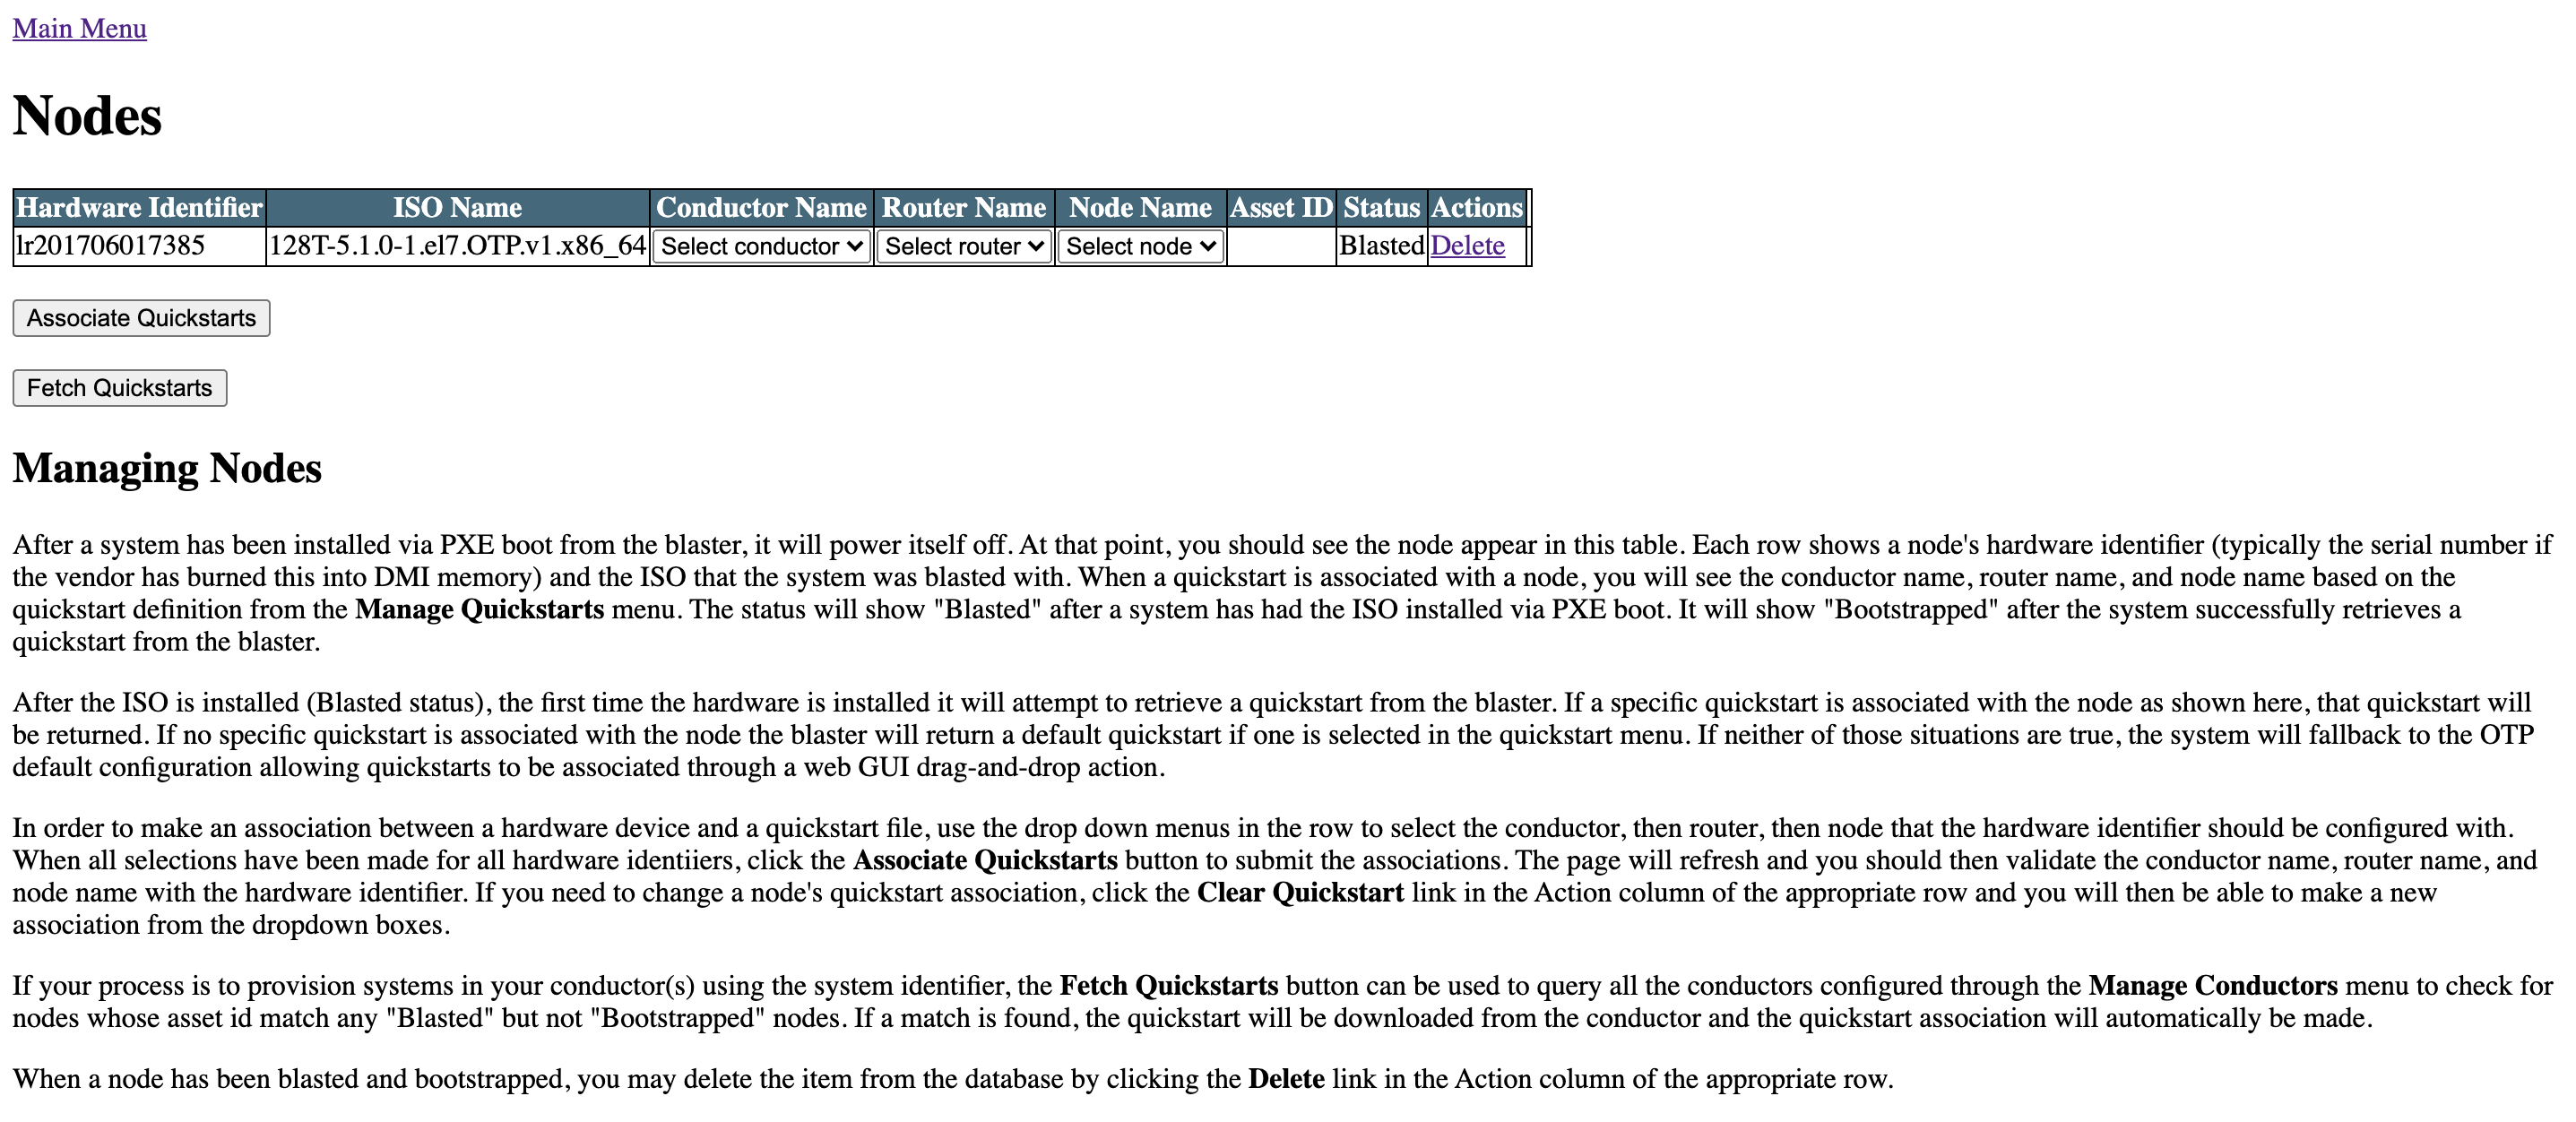 Main Menu
Nodes
Hardware Identifier ISO Name Conductor Name Router Name Node Name Asset ID Status Actions
lr201706017385 128T-5.1.0-1.el7.OTP.v1.x86_64 Select conductor Select router Select node Blasted Delete
Associate Quickstarts
Fetch Quickstarts
Managing Nodes
After a system has been installed via PXE boot from the blaster, it will power itself off. At that point, you should see the node appear in this table. Each row shows a node's hardware identifier (typically the serial number if
the vendor has burned this into DMI memory) and the ISO that the system was blasted with. When a quickstart is associated with a node, you will see the conductor name, router name, and node name based on the
quickstart definition from the Manage Quickstarts menu. The status will show "Blasted" after a system has had the ISO installed via PXE boot. It will show "Bootstrapped" after the system successfully retrieves a
quickstart from the blaster.
After the ISO is installed (Blasted status), the first time the hardware is installed it will attempt to retrieve a quickstart from the blaster. If a specific quickstart is associated with the node as shown here, that quickstart will
be returned. If no specific quickstart is associated with the node the blaster will return a default quickstart if one is selected in the quickstart menu. If neither of those situations are true, the system will fallback to the OTP
default configuration allowing quickstarts to be associated through a web GUI drag-and-drop action.
In order to make an association between a hardware device and a quickstart file, use the drop down menus in the row to select the conductor, then router, then node that the hardware identifier should be configured with.
When all selections have been made for all hardware identiiers, click the Associate Quickstarts button to submit the associations. The page will refresh and you should then validate the conductor name, router name, and
node name with the hardware identifier. If you need to change a node's quickstart association, click the Clear Quickstart link in the Action column of the appropriate row and you will then be able to make a new
association from the dropdown boxes.
If your process is to provision systems in your conductor(s) using the system identifier, the Fetch Quickstarts button can be used to query all the conductors configured through the Manage Conductors menu to check for
nodes whose asset id match any "Blasted" but not "Bootstrapped" nodes. If a match is found, the quickstart will be downloaded from the conductor and the quickstart association will automatically be made.
When a node has been blasted and bootstrapped, you may delete the item from the database by clicking the Delete link in the Action column of the appropriate row.